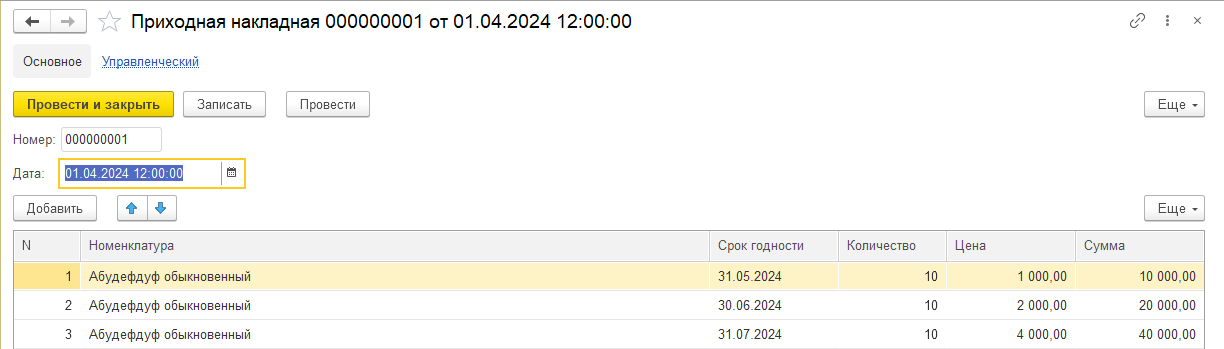 Приходная накладная 000000001 от 01.04.2024 12:00:00
Основное Управленческий
Провести и закрыть Записать Провести Еще
Номер: 000000001
Дата: 01.04.2024 12:00:00
Добавить Еще
N Номенклатура Срок годности Количество Цена Сумма
1 Абудефдуф обыкновенный 31.05.2024 10 1 000,00 10 000,00
2 Абудефдуф обыкновенный 30.06.2024 10 2 000,00 20 000,00
3 Абудефдуф обыкновенный 31.07.2024 10 4 000,00 40 000,00